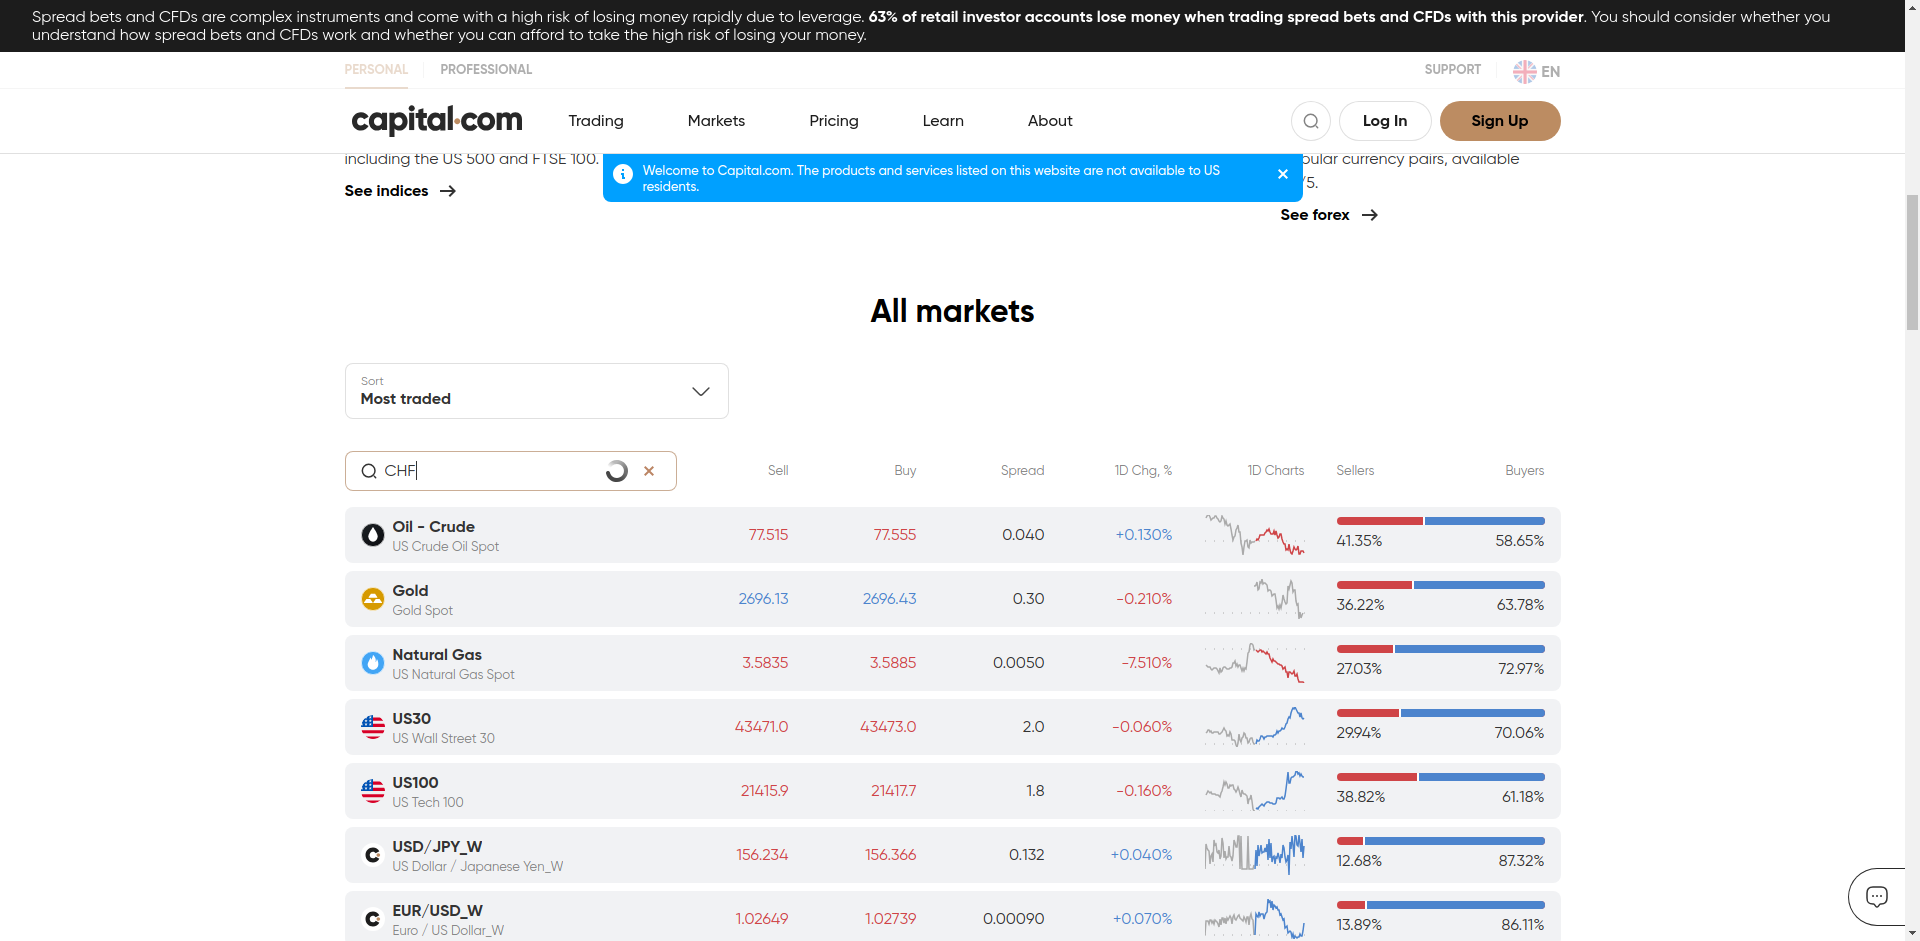 Spread bets and CFDs are complex instruments and come with a high risk of losing money rapidly due to leverage. 63% of retail investor accounts lose money when trading spread bets and CFDs with this provider. You should consider whether you
understand how spread bets and CFDs work and whether you can afford to take the high risk of losing your money.
PERSONAL PROFESSIONAL SUPPORT EN
capital.com Trading Markets Pricing Learn About Log In Sign Up
including the US 500 and FTSE 100.
Welcome to Capital.com. The products and services listed on this website are not available to US
residents.
currency pairs, available
See indices
See forex
All markets
Sort
Most traded
CHF Sell Buy Spread 1D Chg, % 1D Charts Sellers Buyers
Oil - Crude 77.515 77.555 0.040 +0.130%
US Crude Oil Spot 41.35% 58.65%
Gold 2696.13 2696.43 0.30 -0.210%
Gold Spot 36.22% 63.78%
Natural Gas 3.5835 3.5885 0.0050 -7.510%
US Natural Gas Spot 27.03% 72.97%
US30 43471.0 43473.0 2.0 -0.060%
US Wall Street 30 29.94% 70.06%
US100 21415.9 21417.7 1.8 -0.160%
US Tech 100 38.82% 61.18%
USD/JPY_W 156.234 156.366 0.132 +0.040%
US Dollar / Japanese Yen_W 12.68% 87.32%
EUR/USD_W 1.02649 1.02739 0.00090 +0.070%
Euro / US Dollar_W 13.89% 86.11%